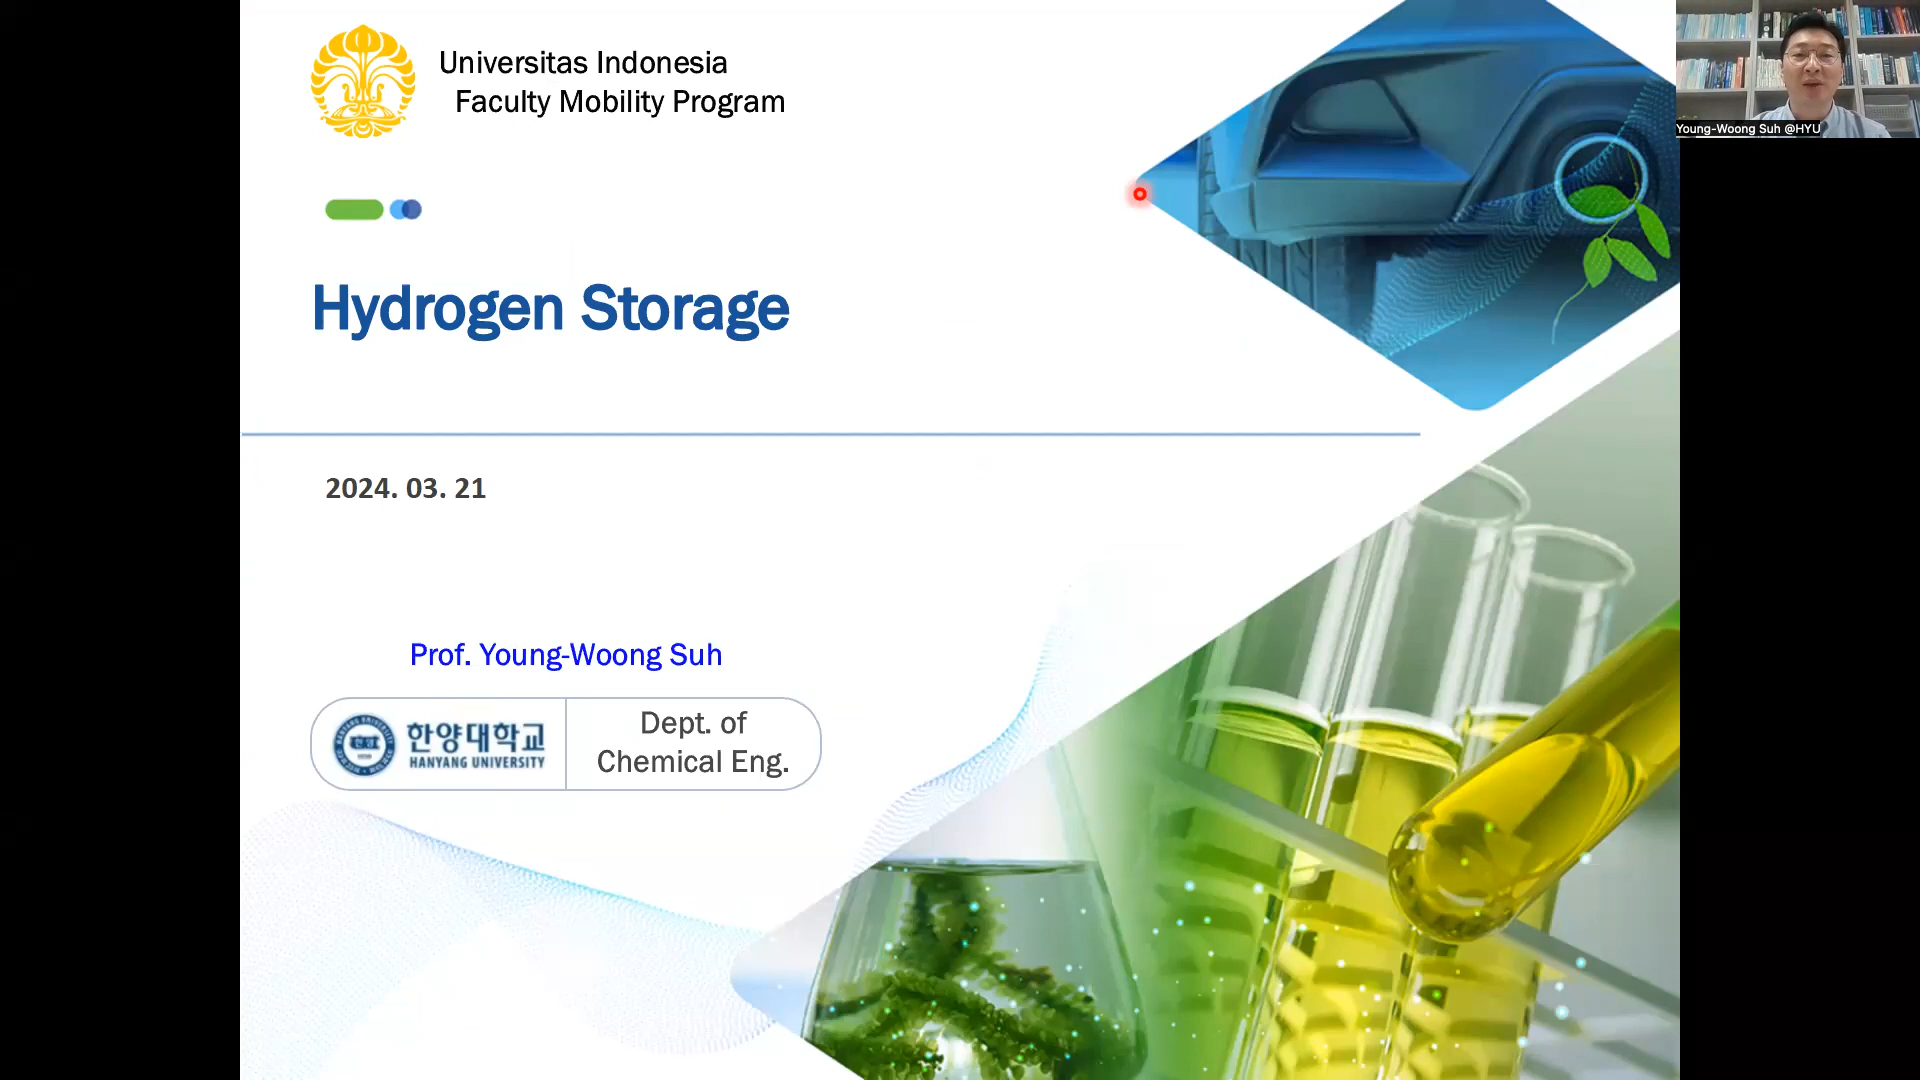 Universitas Indonesia
Faculty Mobility Program
Young-Woong Suh @HYU
Hydrogen Storage
2024. 03. 21
Prof. Young-Woong Suh
한양대학교
HANYANG UNIVERSITY
Dept. of
Chemical Eng.